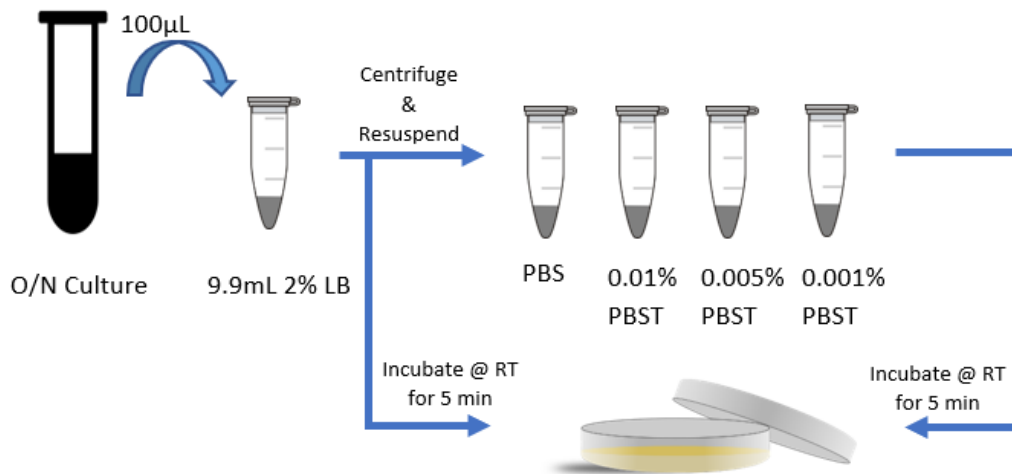 100µL
Centrifuge
&
Resuspend
O/N Culture
9.9mL 2% LB
PBS
0.01%
PBST
0.005%
PBST
0.001%
PBST
Incubate @ RT
for 5 min
Incubate @ RT
for 5 min